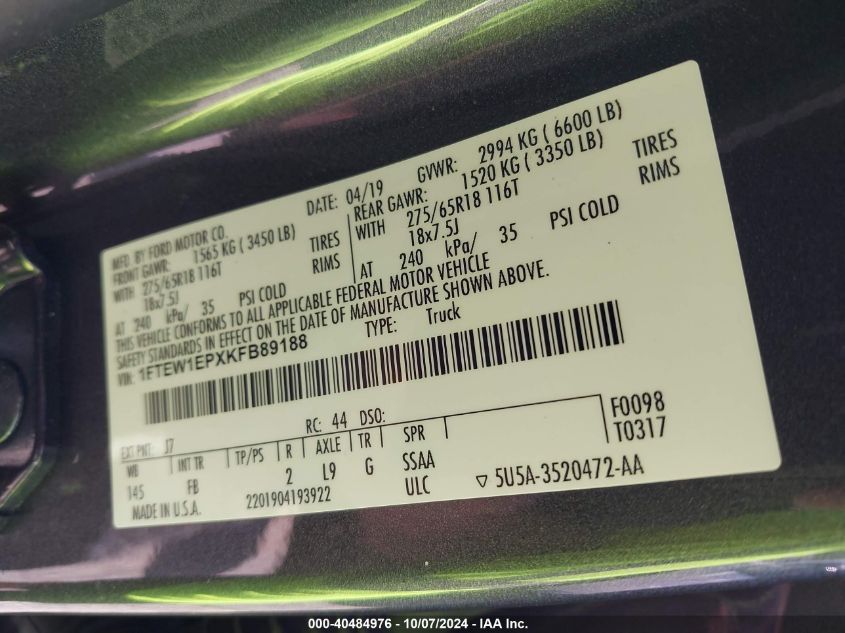 MFD BY FORD MOTOR CO. DATE: 04/19 GVWR: 2994 KG ( 6600 LB)
FRONT GAWR: 1565 KG ( 3450 LB) REAR GAWR: 1520 KG ( 3350 LB)
WITH 275/65R18 116T TIRES WITH 275/65R18 116T TIRES
18x7.5J RIMS 18x7.5J RIMS
AT 240 kPa/ 35 PSI COLD AT 240 kPa/ 35 PSI COLD
THIS VEHICLE CONFORMS TO ALL APPLICABLE FEDERAL MOTOR VEHICLE
SAFETY STANDARDS IN EFFECT ON THE DATE OF MANUFACTURE SHOWN ABOVE.
VIN: 1FTEW1EPXKFB89188 TYPE: Truck
F0098
T0317
EXT PNT: J7 RC: 44 DSO:
WB INT TR TP/PS R AXLE TR SPR
145 FB 2 L9 G SSAA
ULC
MADE IN U.S.A. 2201904193922 ▽ 5U5A-3520472-AA
000-40484976 - 10/07/2024 - IAA Inc.